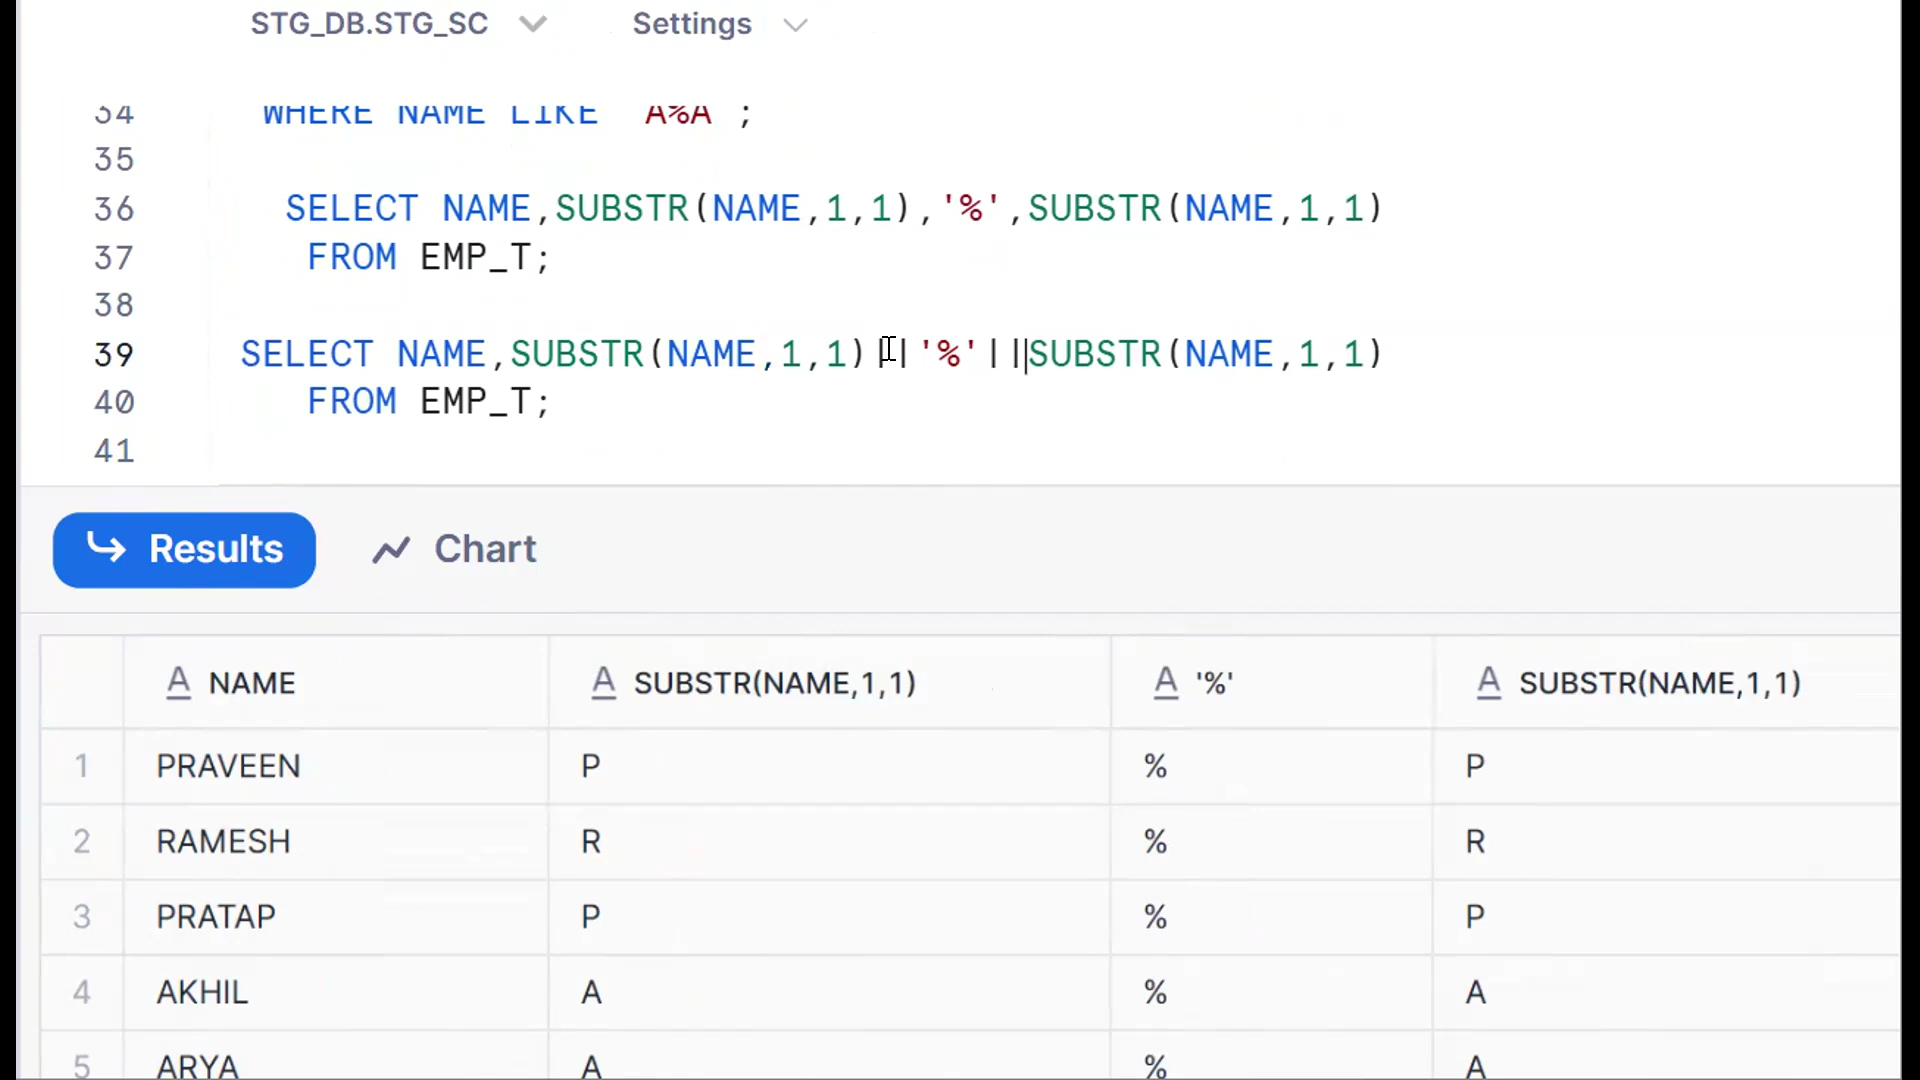 STG_DB.STG_SC Settings
34 WHERE NAME LIKE 'A%A';
35
36 SELECT NAME,SUBSTR(NAME,1,1),'%',SUBSTR(NAME,1,1)
37 FROM EMP_T;
38
39 SELECT NAME,SUBSTR(NAME,1,1)||'%'||SUBSTR(NAME,1,1)
40 FROM EMP_T;
41
Results Chart
A NAME A SUBSTR(NAME,1,1) A '%' A SUBSTR(NAME,1,1)
1 PRAVEEN P % P
2 RAMESH R % R
3 PRATAP P % P
4 AKHIL A % A
5 ARYA A % A